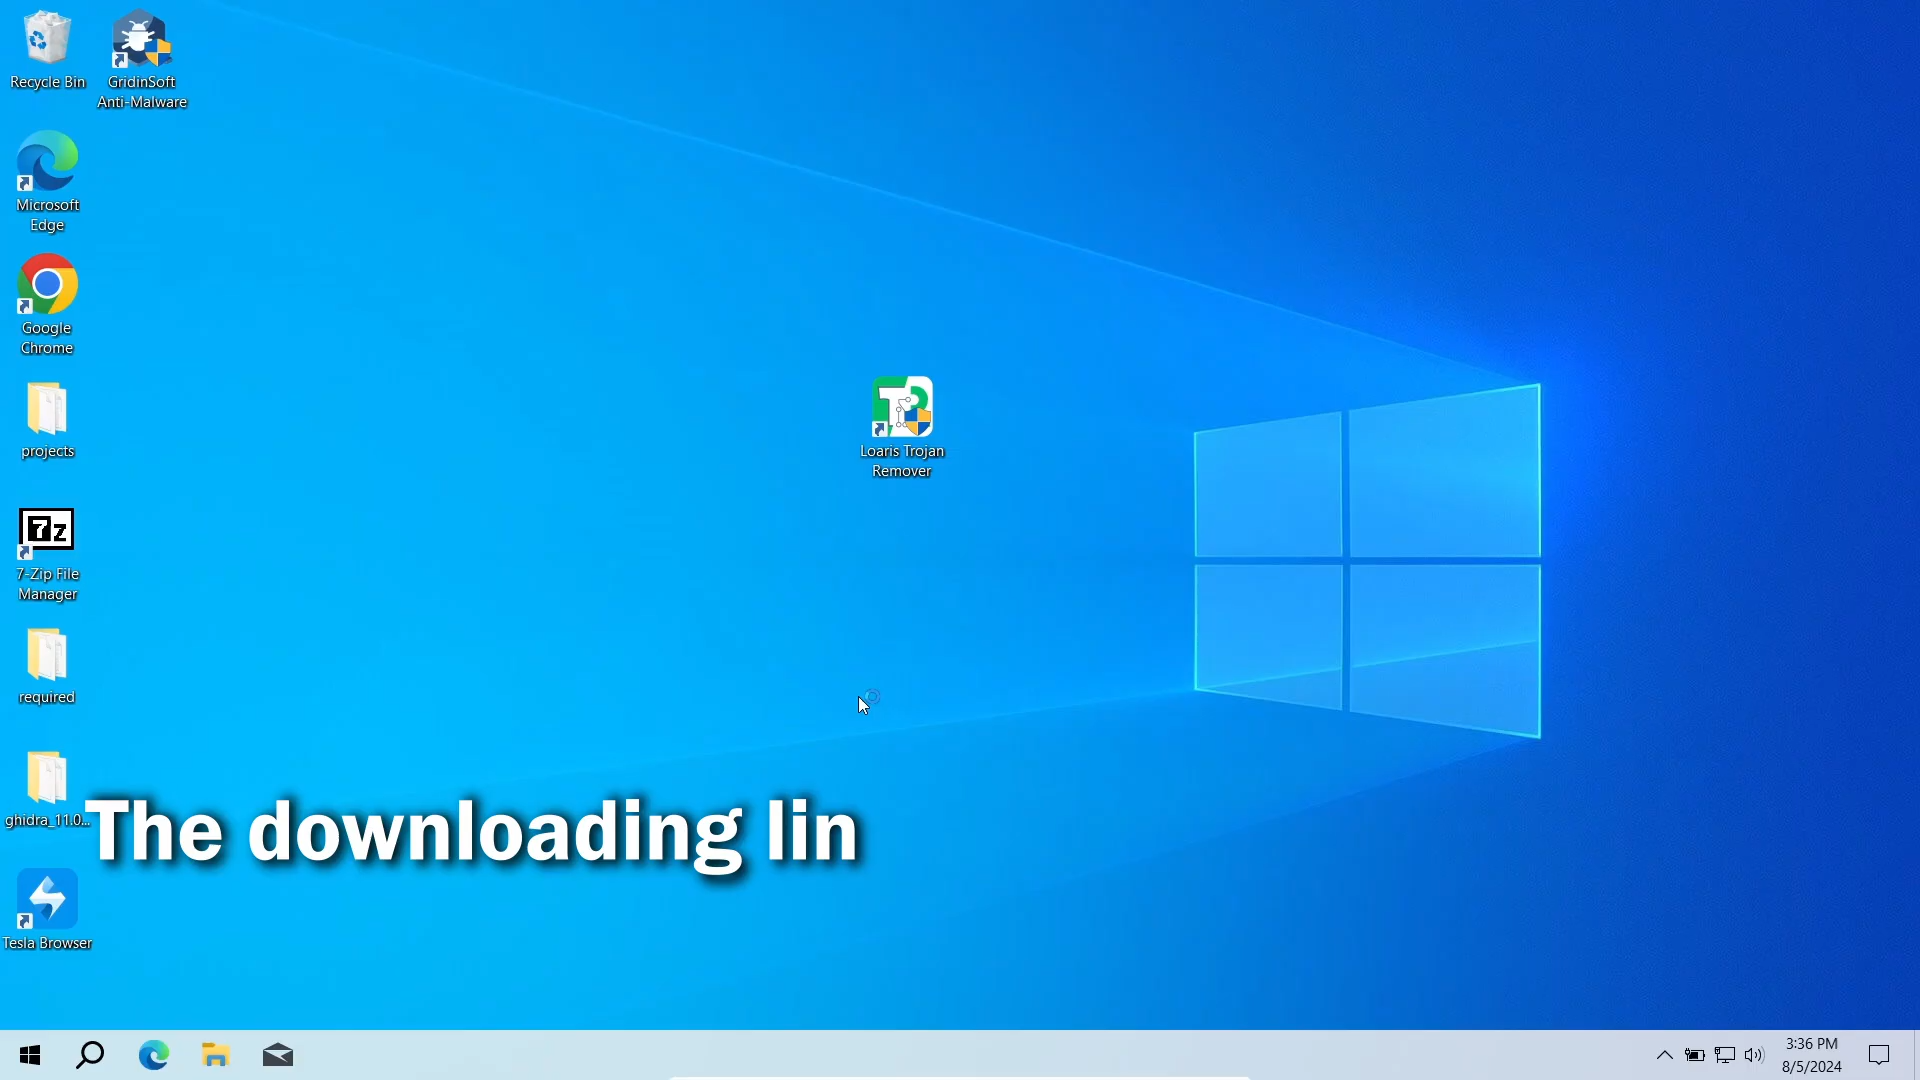 Recycle Bin
GridinSoft
Anti-Malware
Microsoft
Edge
Google
Chrome
projects
7z
7-Zip File
Manager
required
ghidra_11.0...
Tesla Browser
Loaris Trojan
Remover
The downloading lin
3:36 PM
8/5/2024